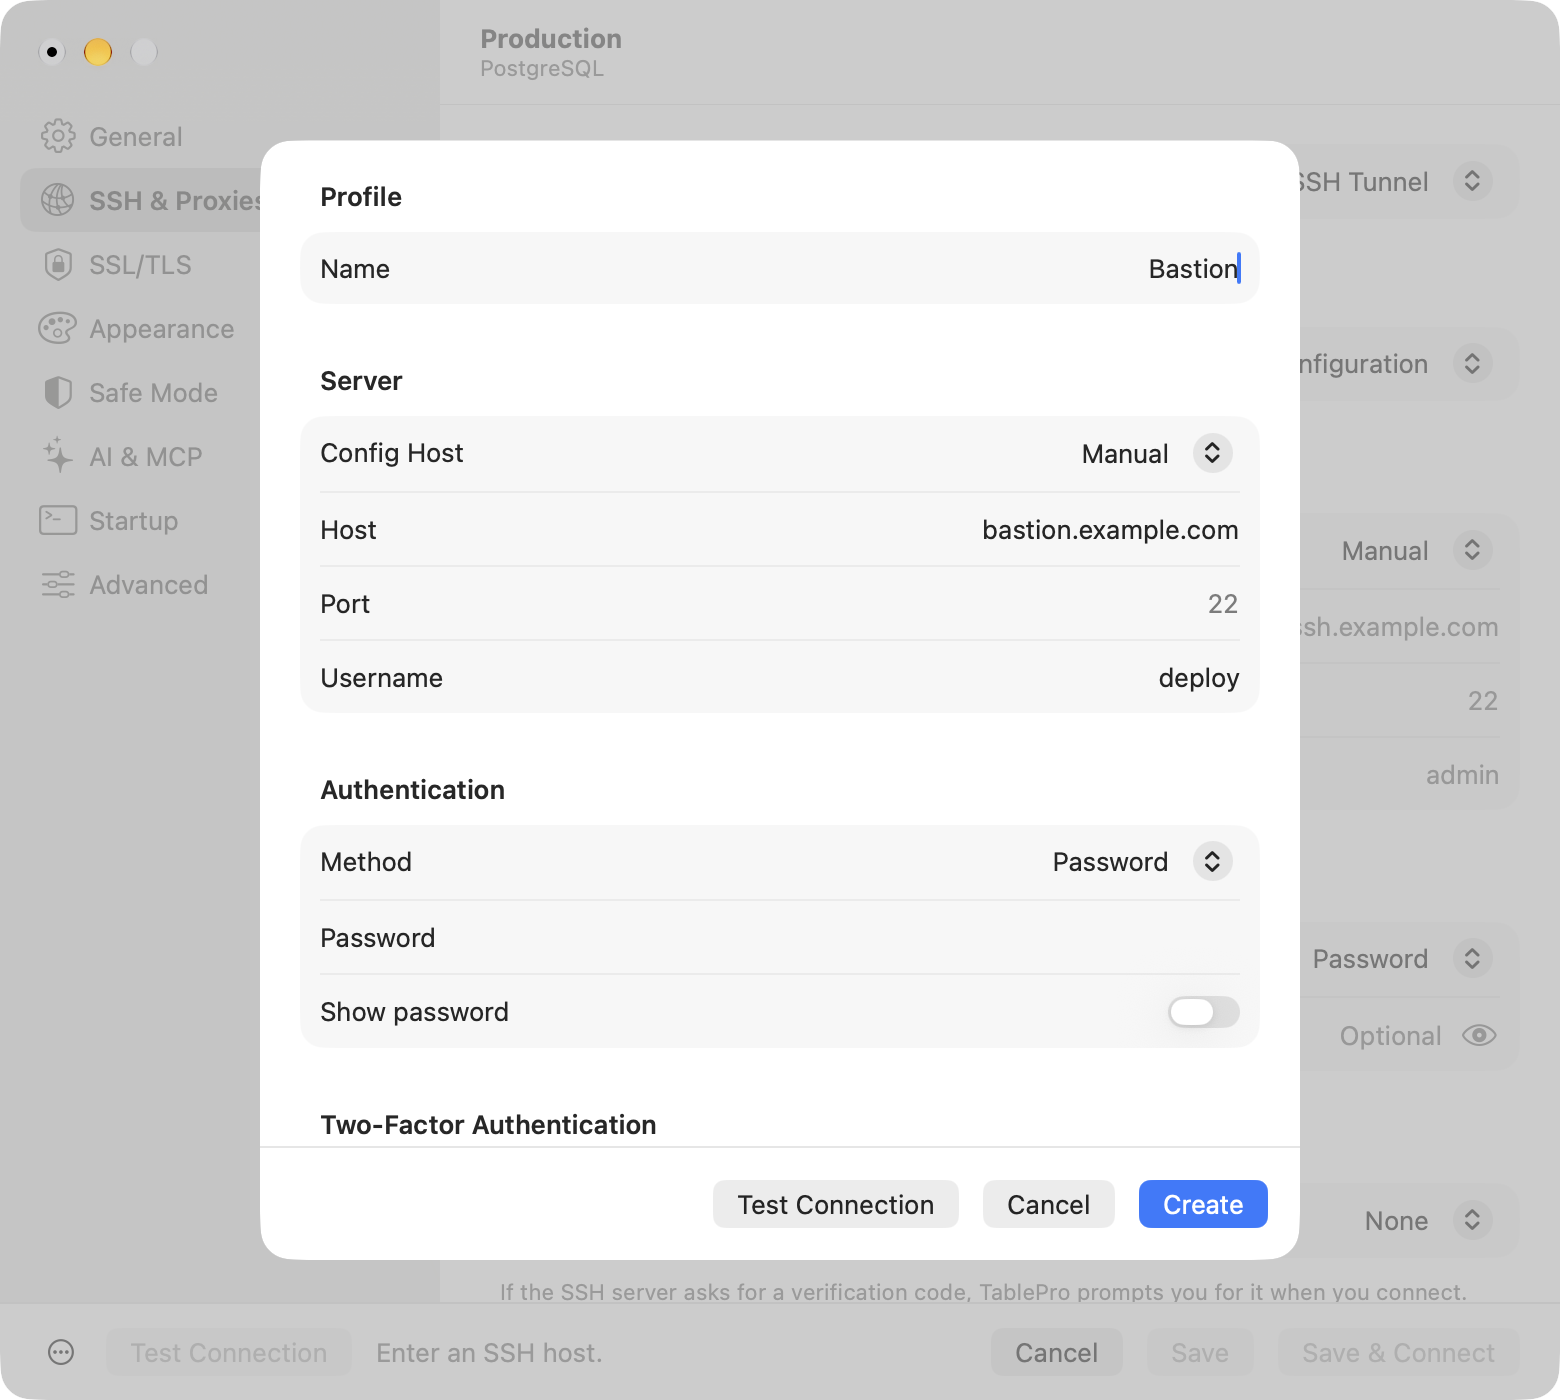 Production
PostgreSQL
General
SSH & Proxies
SSL/TLS
Appearance
Safe Mode
AI & MCP
Startup
Advanced
SSH Tunnel
nfiguration
Manual
ssh.example.com
22
admin
Password
Optional
None
If the SSH server asks for a verification code, TablePro prompts you for it when you connect.
Profile
Name Bastion
Server
Config Host Manual
Host bastion.example.com
Port 22
Username deploy
Authentication
Method Password
Password
Show password
Two-Factor Authentication
Test Connection Cancel Create
Test Connection Enter an SSH host. Cancel Save Save & Connect